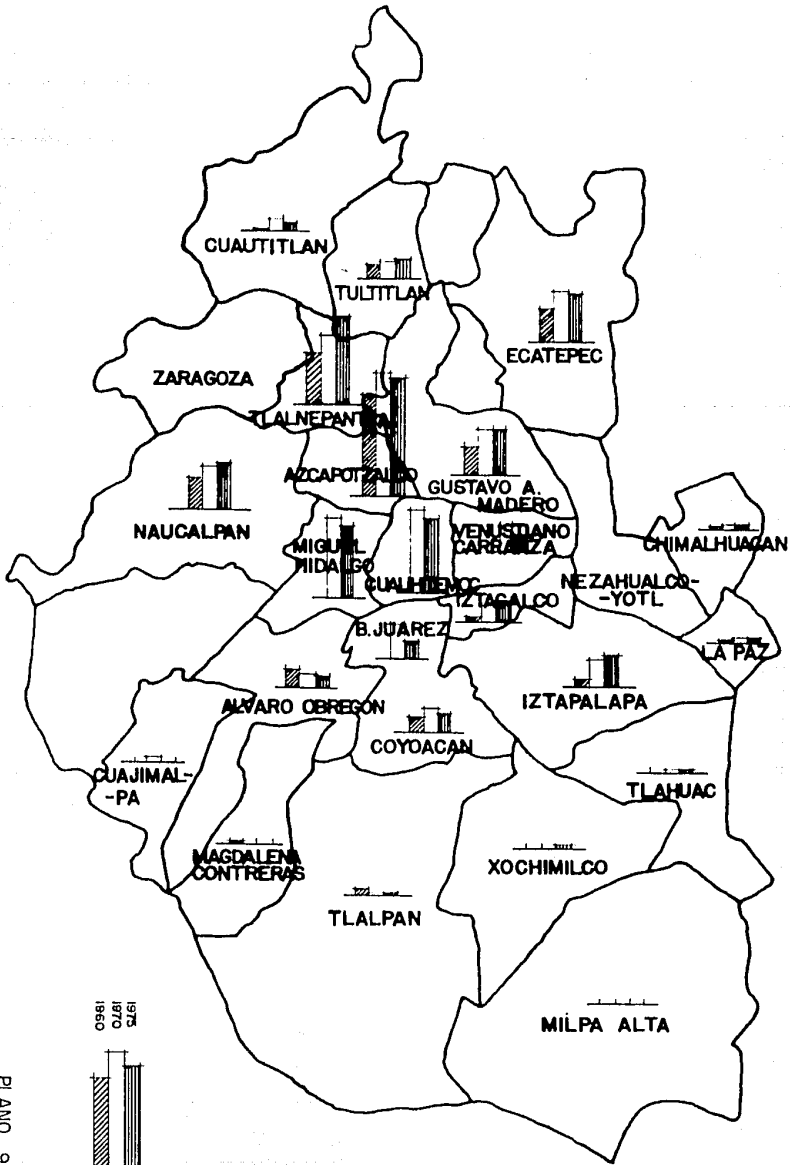 CUAUTITLAN
TULTITLAN
ECATEPEC
ZARAGOZA
TLALNEPANTLA
AZCAPOTZALCO
GUSTAVO A.
MADERO
NAUCALPAN
MIGUEL
HIDALGO
VENUSTIANO
CARRANZA
CHIMALHUACAN
CUAUHTEMOC
IZTACALCO
NEZAHUALCO-
-YOTL
B. JUAREZ
LA PAZ
ALVARO OBREGON
IZTAPALAPA
COYOACAN
CUAJIMAL-
-PA
TLAHUAC
MAGDALENA
CONTRERAS
XOCHIMILCO
TLALPAN
MILPA ALTA
1975
1970
1960
PLANO 9